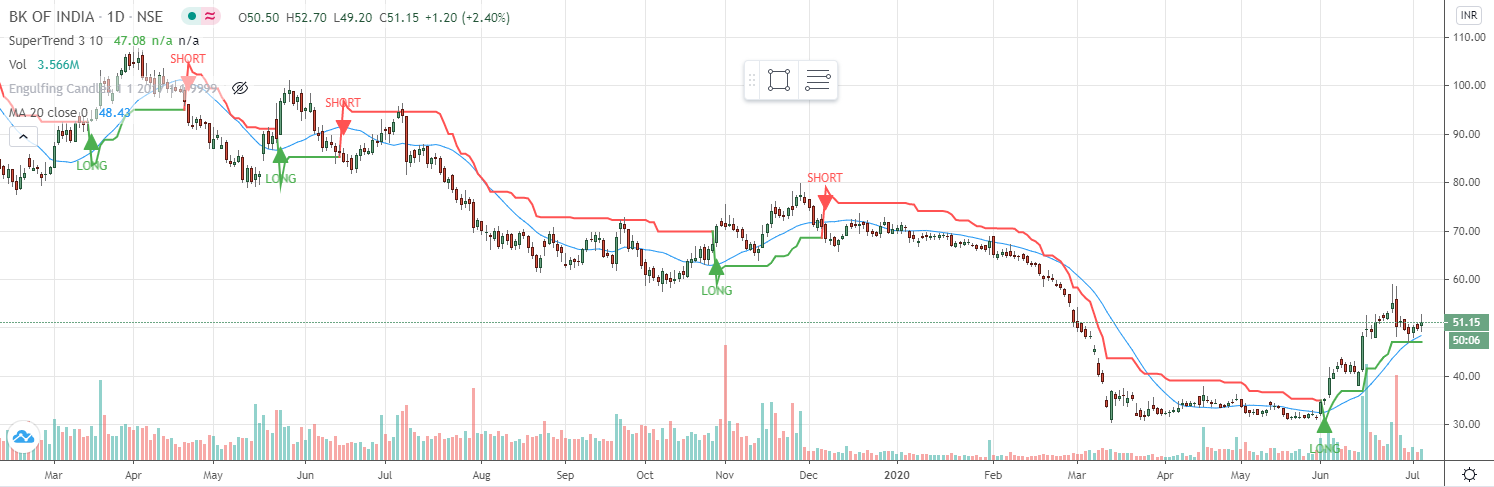 BK OF INDIA · 1D · NSE O50.50 H52.70 L49.20 C51.15 +1.20 (+2.40%) INR
SuperTrend 3 10 47.08 n/a n/a
Vol 3.566M
Engulfing Candles 1 1 20
MA 20 close 0 48.43
SHORT
LONG
LONG
SHORT
LONG
SHORT
LONG
110.00
100.00
90.00
80.00
70.00
60.00
51.15
50:06
40.00
30.00
Mar Apr May Jun Jul Aug Sep Oct Nov Dec 2020 Feb Mar Apr May Jun Jul